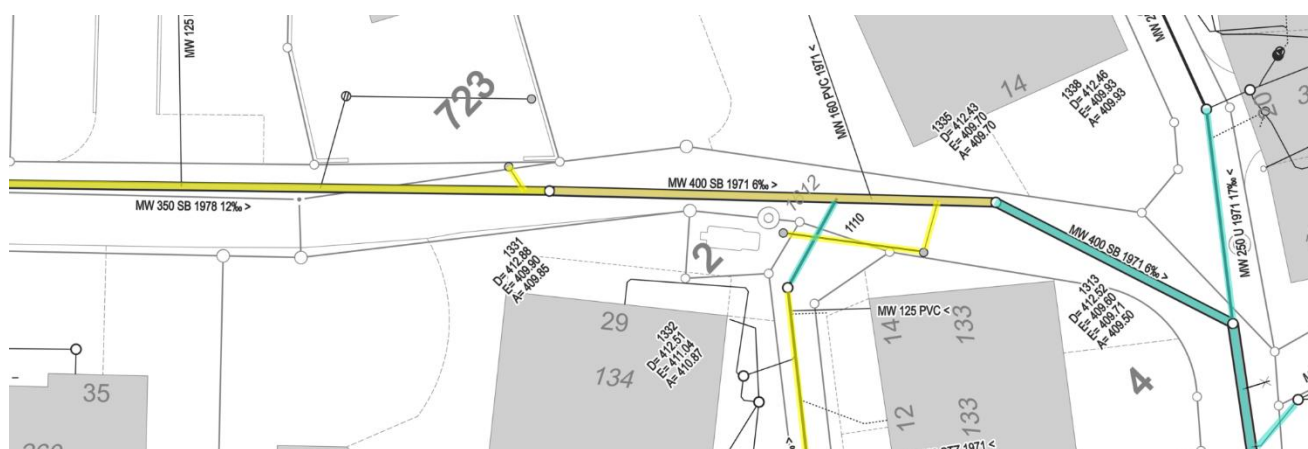 MW 125
723
14
1338
D= 412.46
E= 409.93
A= 409.93
1335
D= 412.43
E= 409.70
A= 409.70
MW 160 PVC 1971 <
MW 350 SB 1978 12‰ >
MW 400 SB 1971 6‰ >
1012
1110
2
MW 400 SB 1971 6‰ >
MW 250 U 1971 17‰ <
1331
D= 412.88
E= 409.90
A= 409.85
1313
D= 412.52
E= 409.60
E= 409.71
A= 409.50
29
134
1332
D= 412.51
E= 411.04
A= 410.87
MW 125 PVC <
14
133
4
35
12
133
1971 <